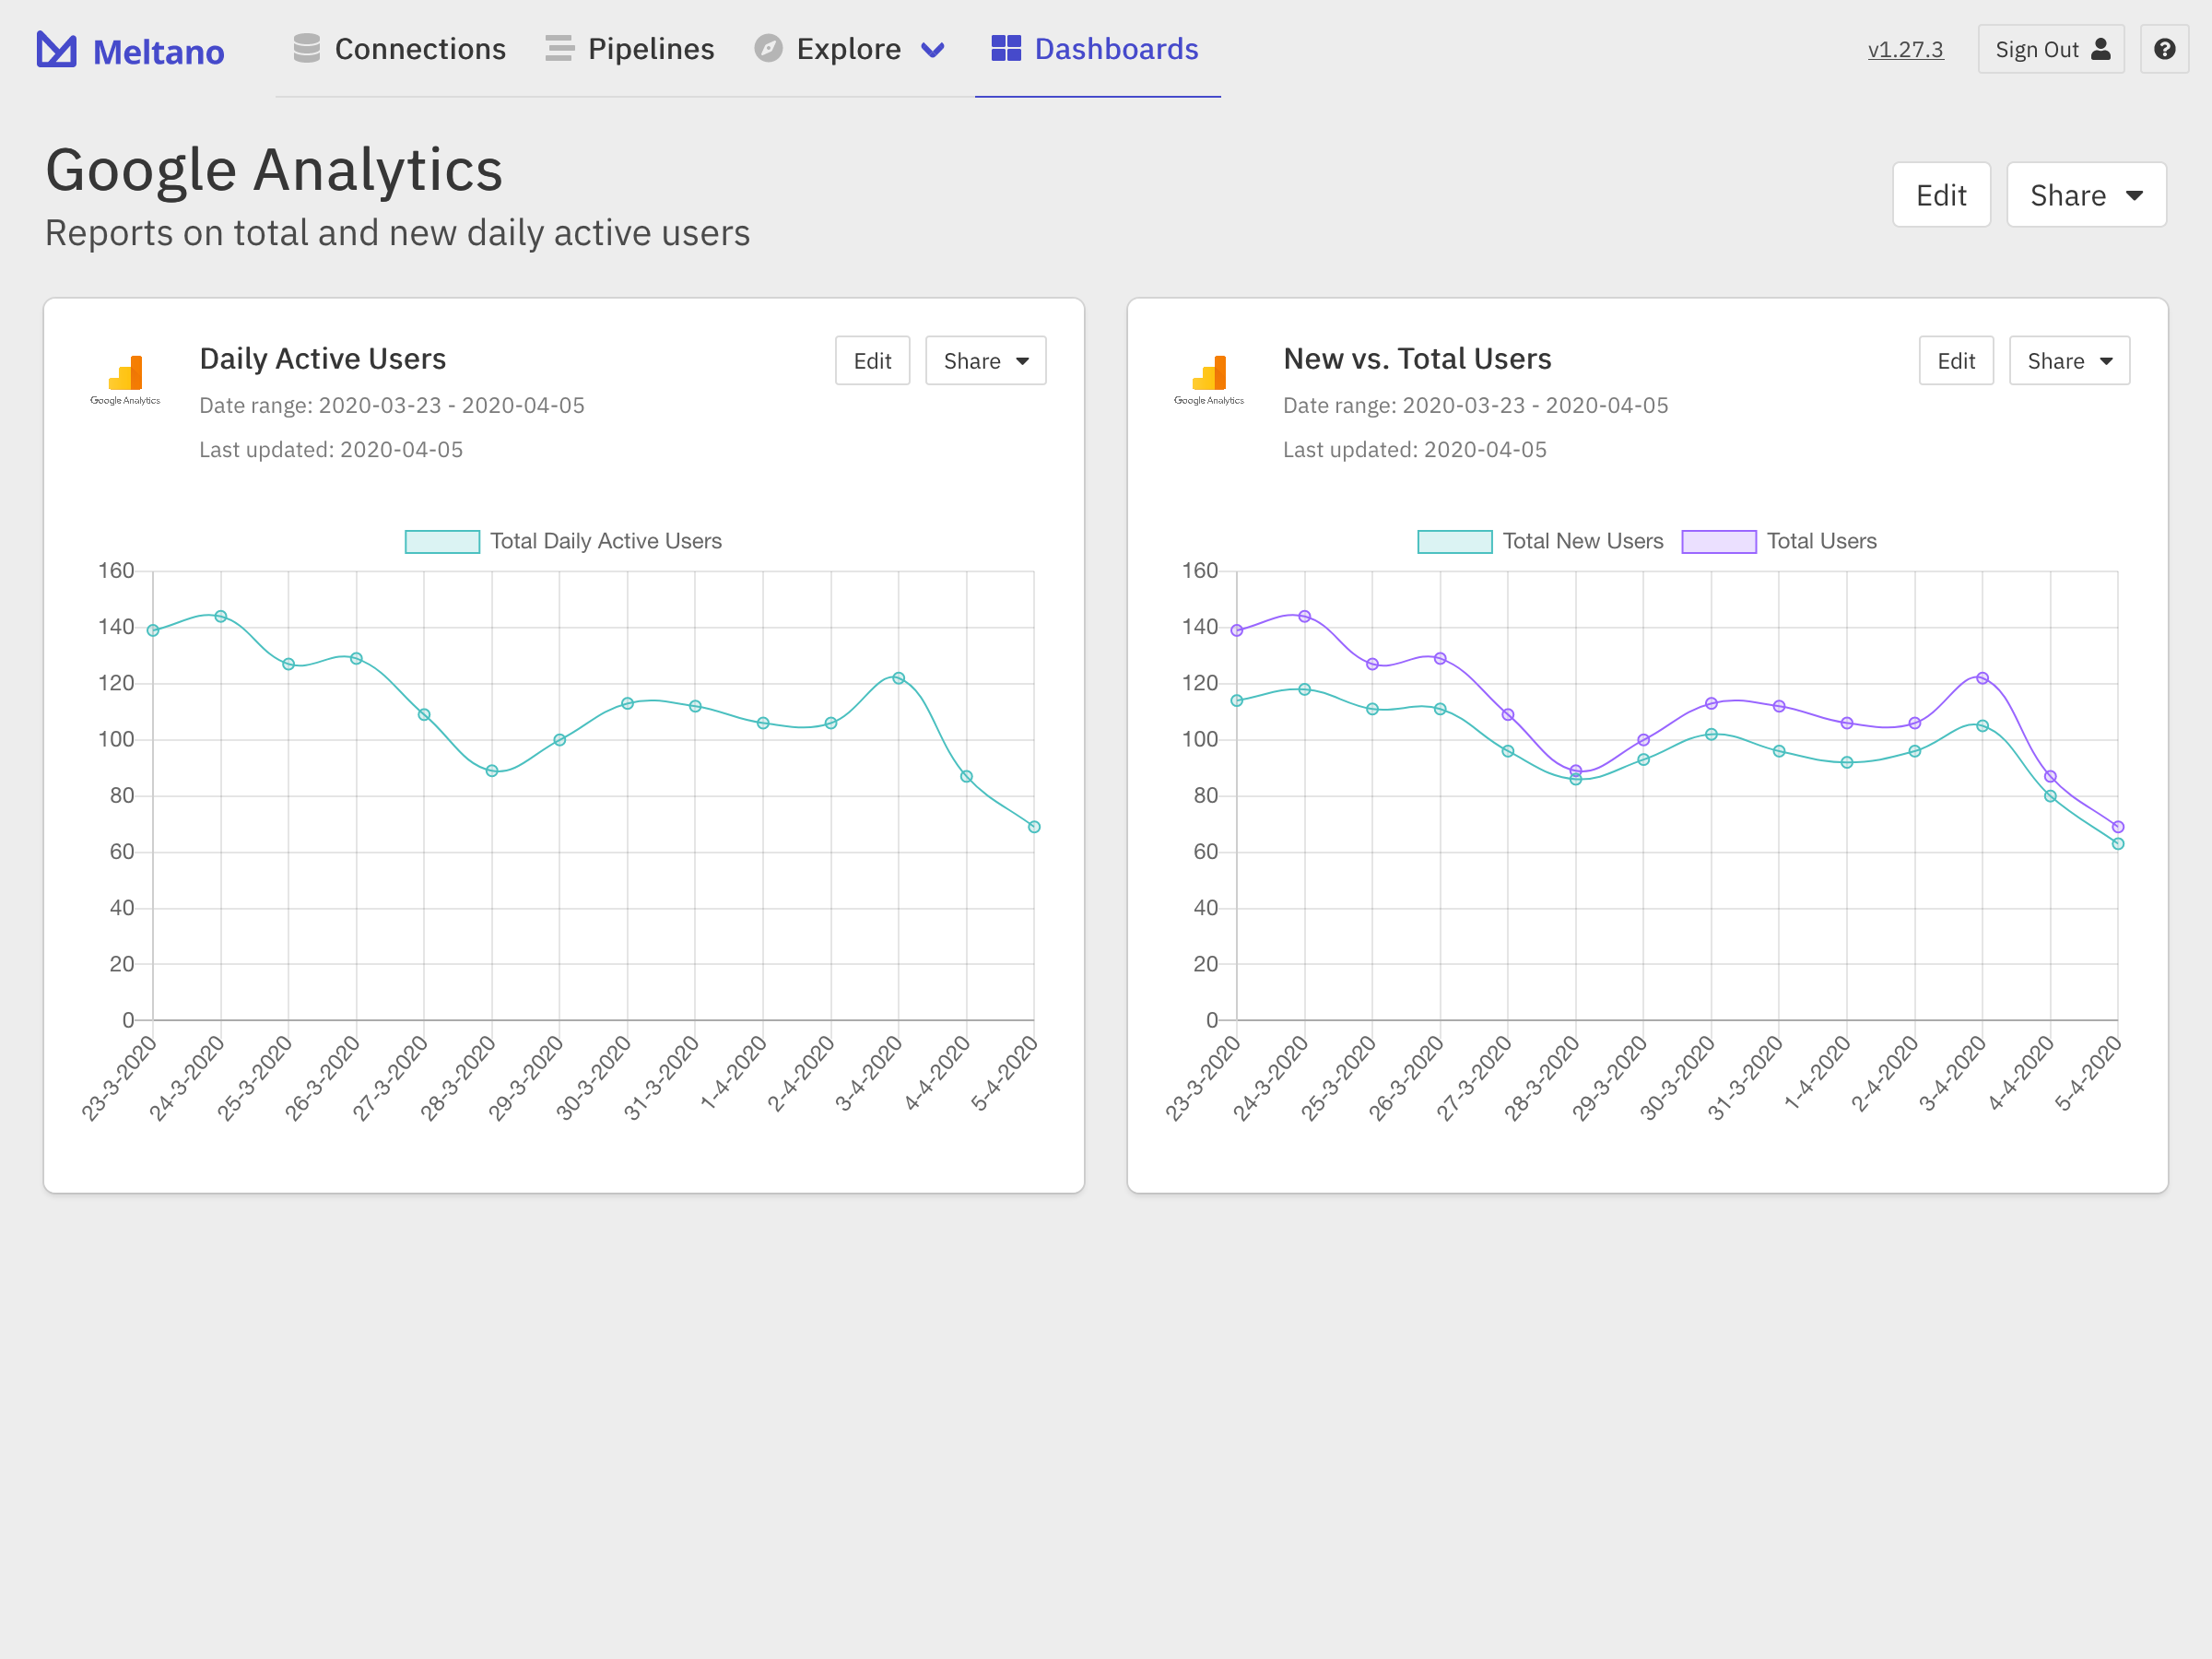 Meltano
Connections
Pipelines
Explore
Dashboards
v1.27.3
Sign Out
Google Analytics
Reports on total and new daily active users
Edit
Share
Google Analytics
Daily Active Users
Date range: 2020-03-23 - 2020-04-05
Last updated: 2020-04-05
Edit
Share
Total Daily Active Users
160
140
120
100
80
60
40
20
0
23-3-2020
24-3-2020
25-3-2020
26-3-2020
27-3-2020
28-3-2020
29-3-2020
30-3-2020
31-3-2020
1-4-2020
2-4-2020
3-4-2020
4-4-2020
5-4-2020
Google Analytics
New vs. Total Users
Date range: 2020-03-23 - 2020-04-05
Last updated: 2020-04-05
Edit
Share
Total New Users
Total Users
160
140
120
100
80
60
40
20
0
23-3-2020
24-3-2020
25-3-2020
26-3-2020
27-3-2020
28-3-2020
29-3-2020
30-3-2020
31-3-2020
1-4-2020
2-4-2020
3-4-2020
4-4-2020
5-4-2020